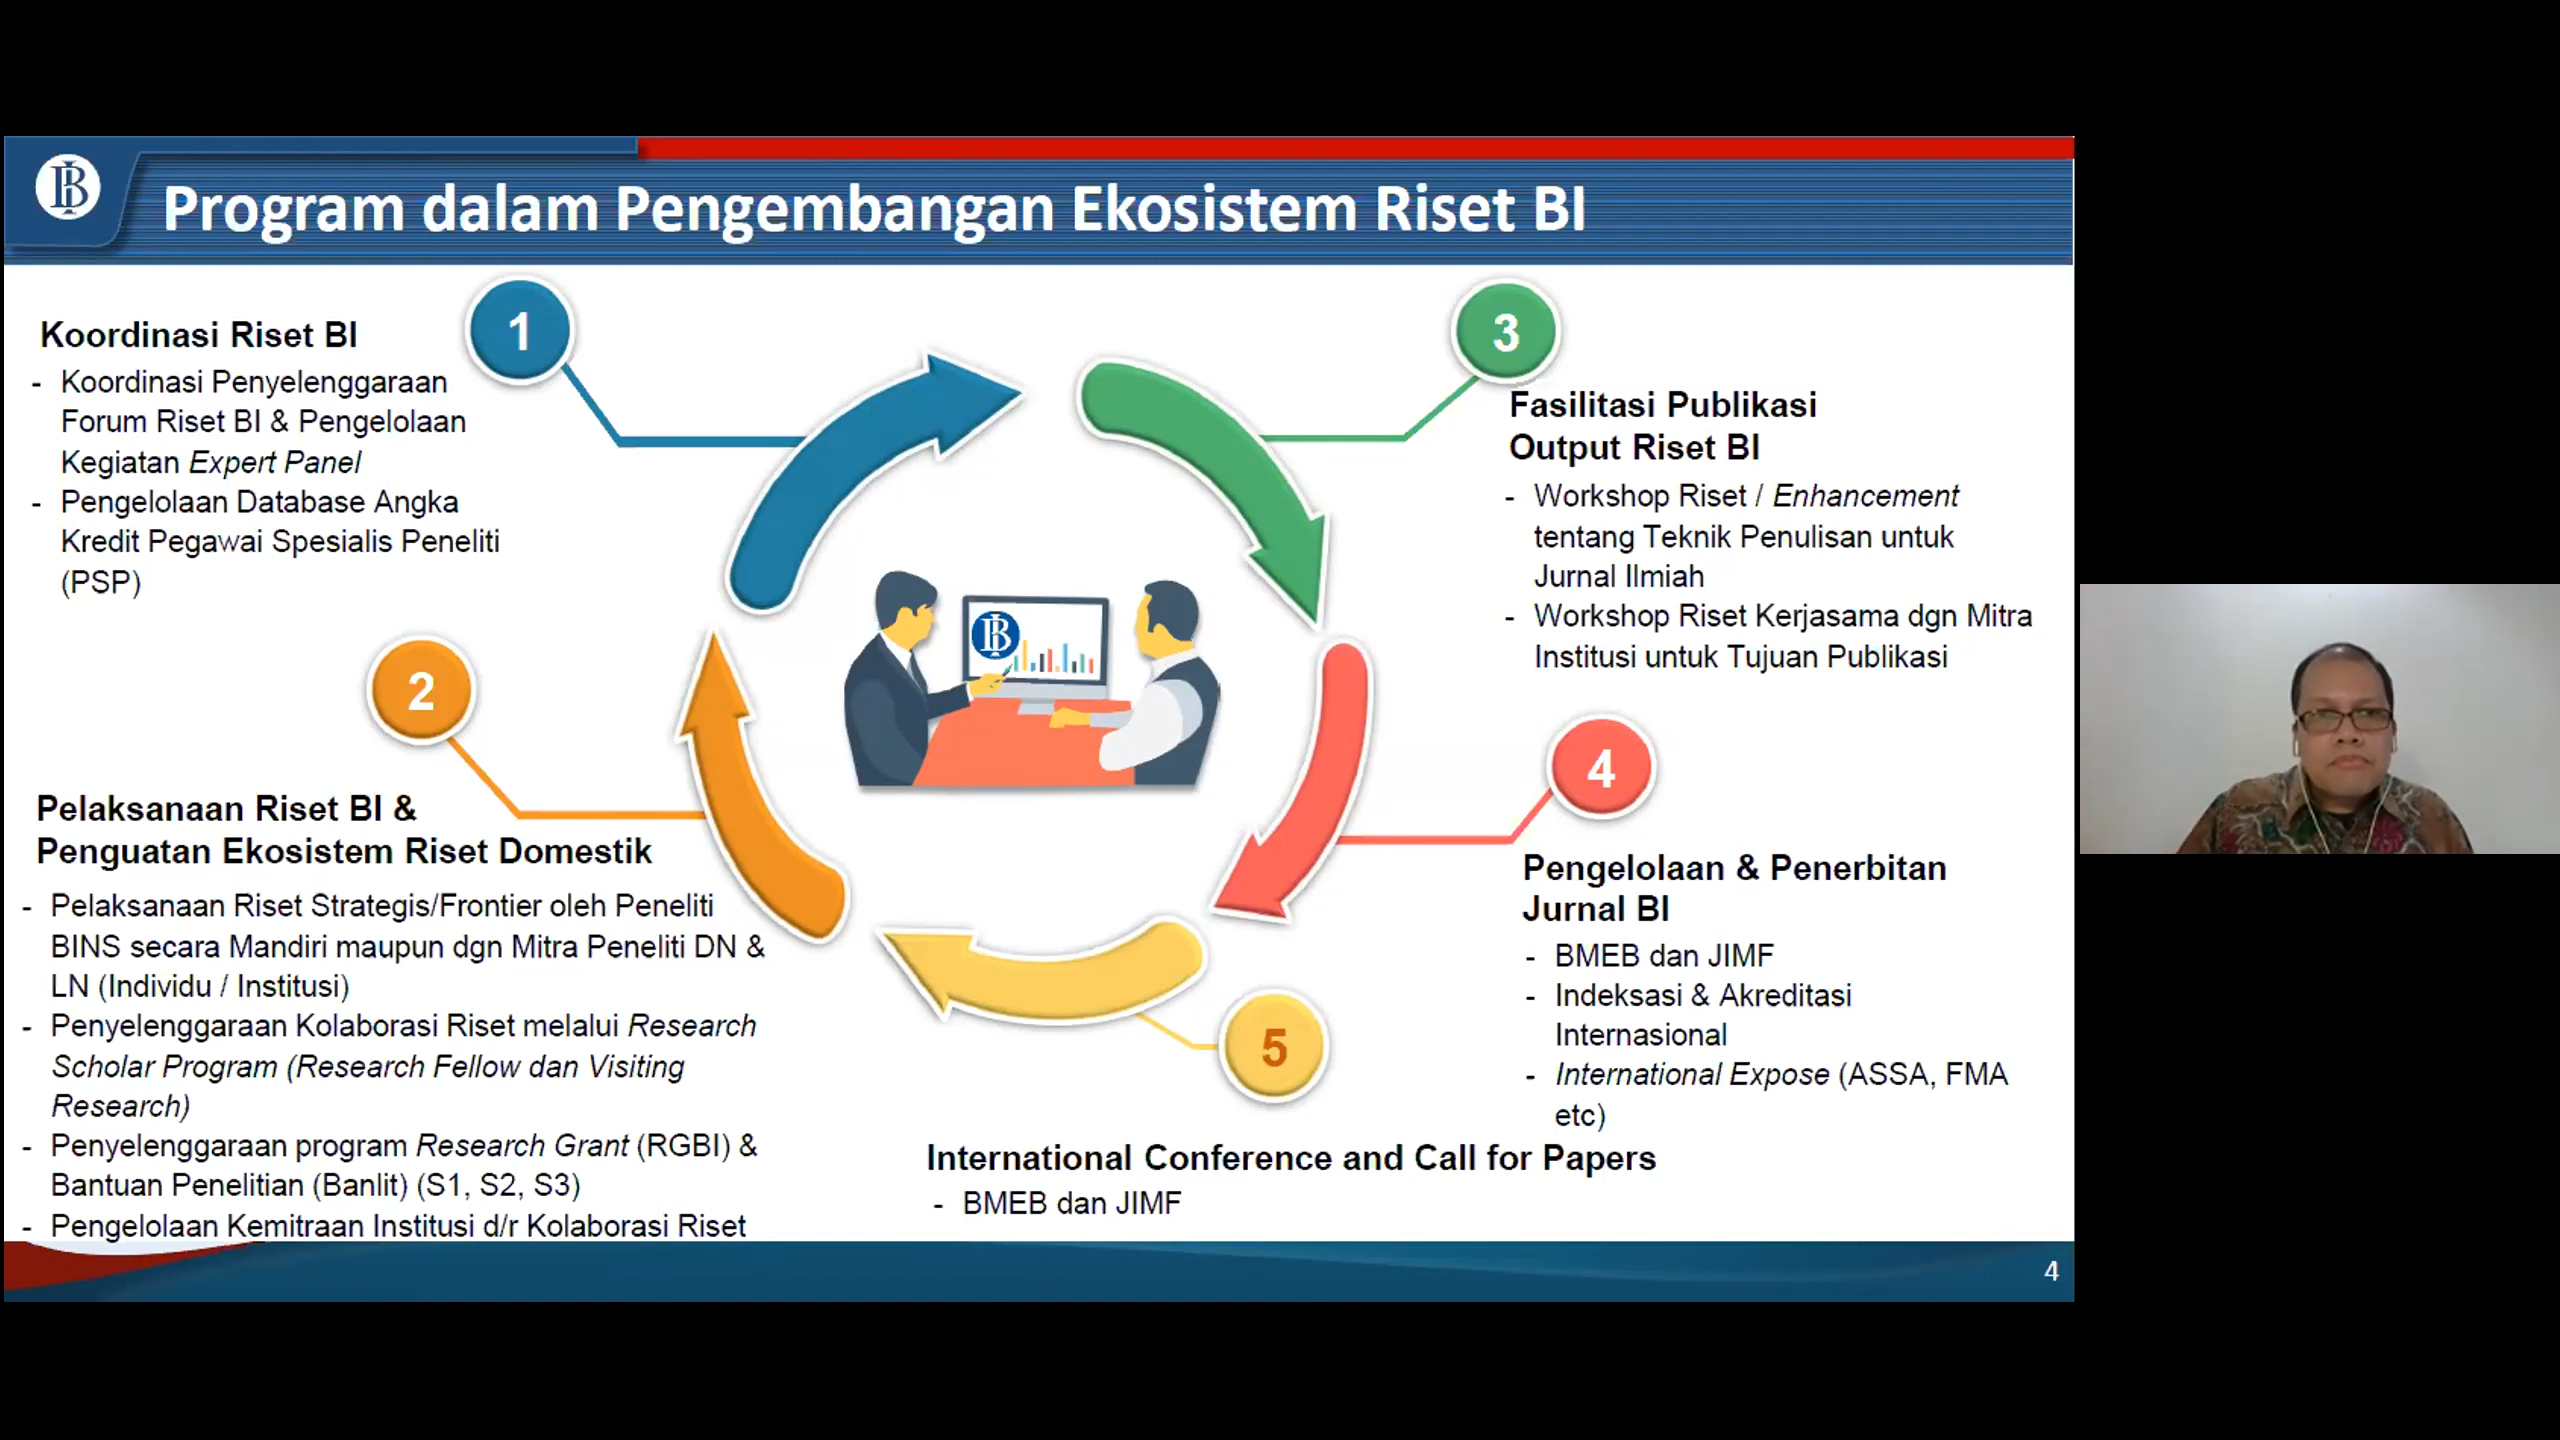 Program dalam Pengembangan Ekosistem Riset BI
1
Koordinasi Riset BI
- Koordinasi Penyelenggaraan
Forum Riset BI & Pengelolaan
Kegiatan Expert Panel
- Pengelolaan Database Angka
Kredit Pegawai Spesialis Peneliti
(PSP)
2
Pelaksanaan Riset BI &
Penguatan Ekosistem Riset Domestik
- Pelaksanaan Riset Strategis/Frontier oleh Peneliti
BINS secara Mandiri maupun dgn Mitra Peneliti DN &
LN (Individu / Institusi)
- Penyelenggaraan Kolaborasi Riset melalui Research
Scholar Program (Research Fellow dan Visiting
Research)
- Penyelenggaraan program Research Grant (RGBI) &
Bantuan Penelitian (Banlit) (S1, S2, S3)
- Pengelolaan Kemitraan Institusi d/r Kolaborasi Riset
3
Fasilitasi Publikasi
Output Riset BI
- Workshop Riset / Enhancement
tentang Teknik Penulisan untuk
Jurnal Ilmiah
- Workshop Riset Kerjasama dgn Mitra
Institusi untuk Tujuan Publikasi
4
Pengelolaan & Penerbitan
Jurnal BI
- BMEB dan JIMF
- Indeksasi & Akreditasi
Internasional
- International Expose (ASSA, FMA
etc)
5
International Conference and Call for Papers
- BMEB dan JIMF
4